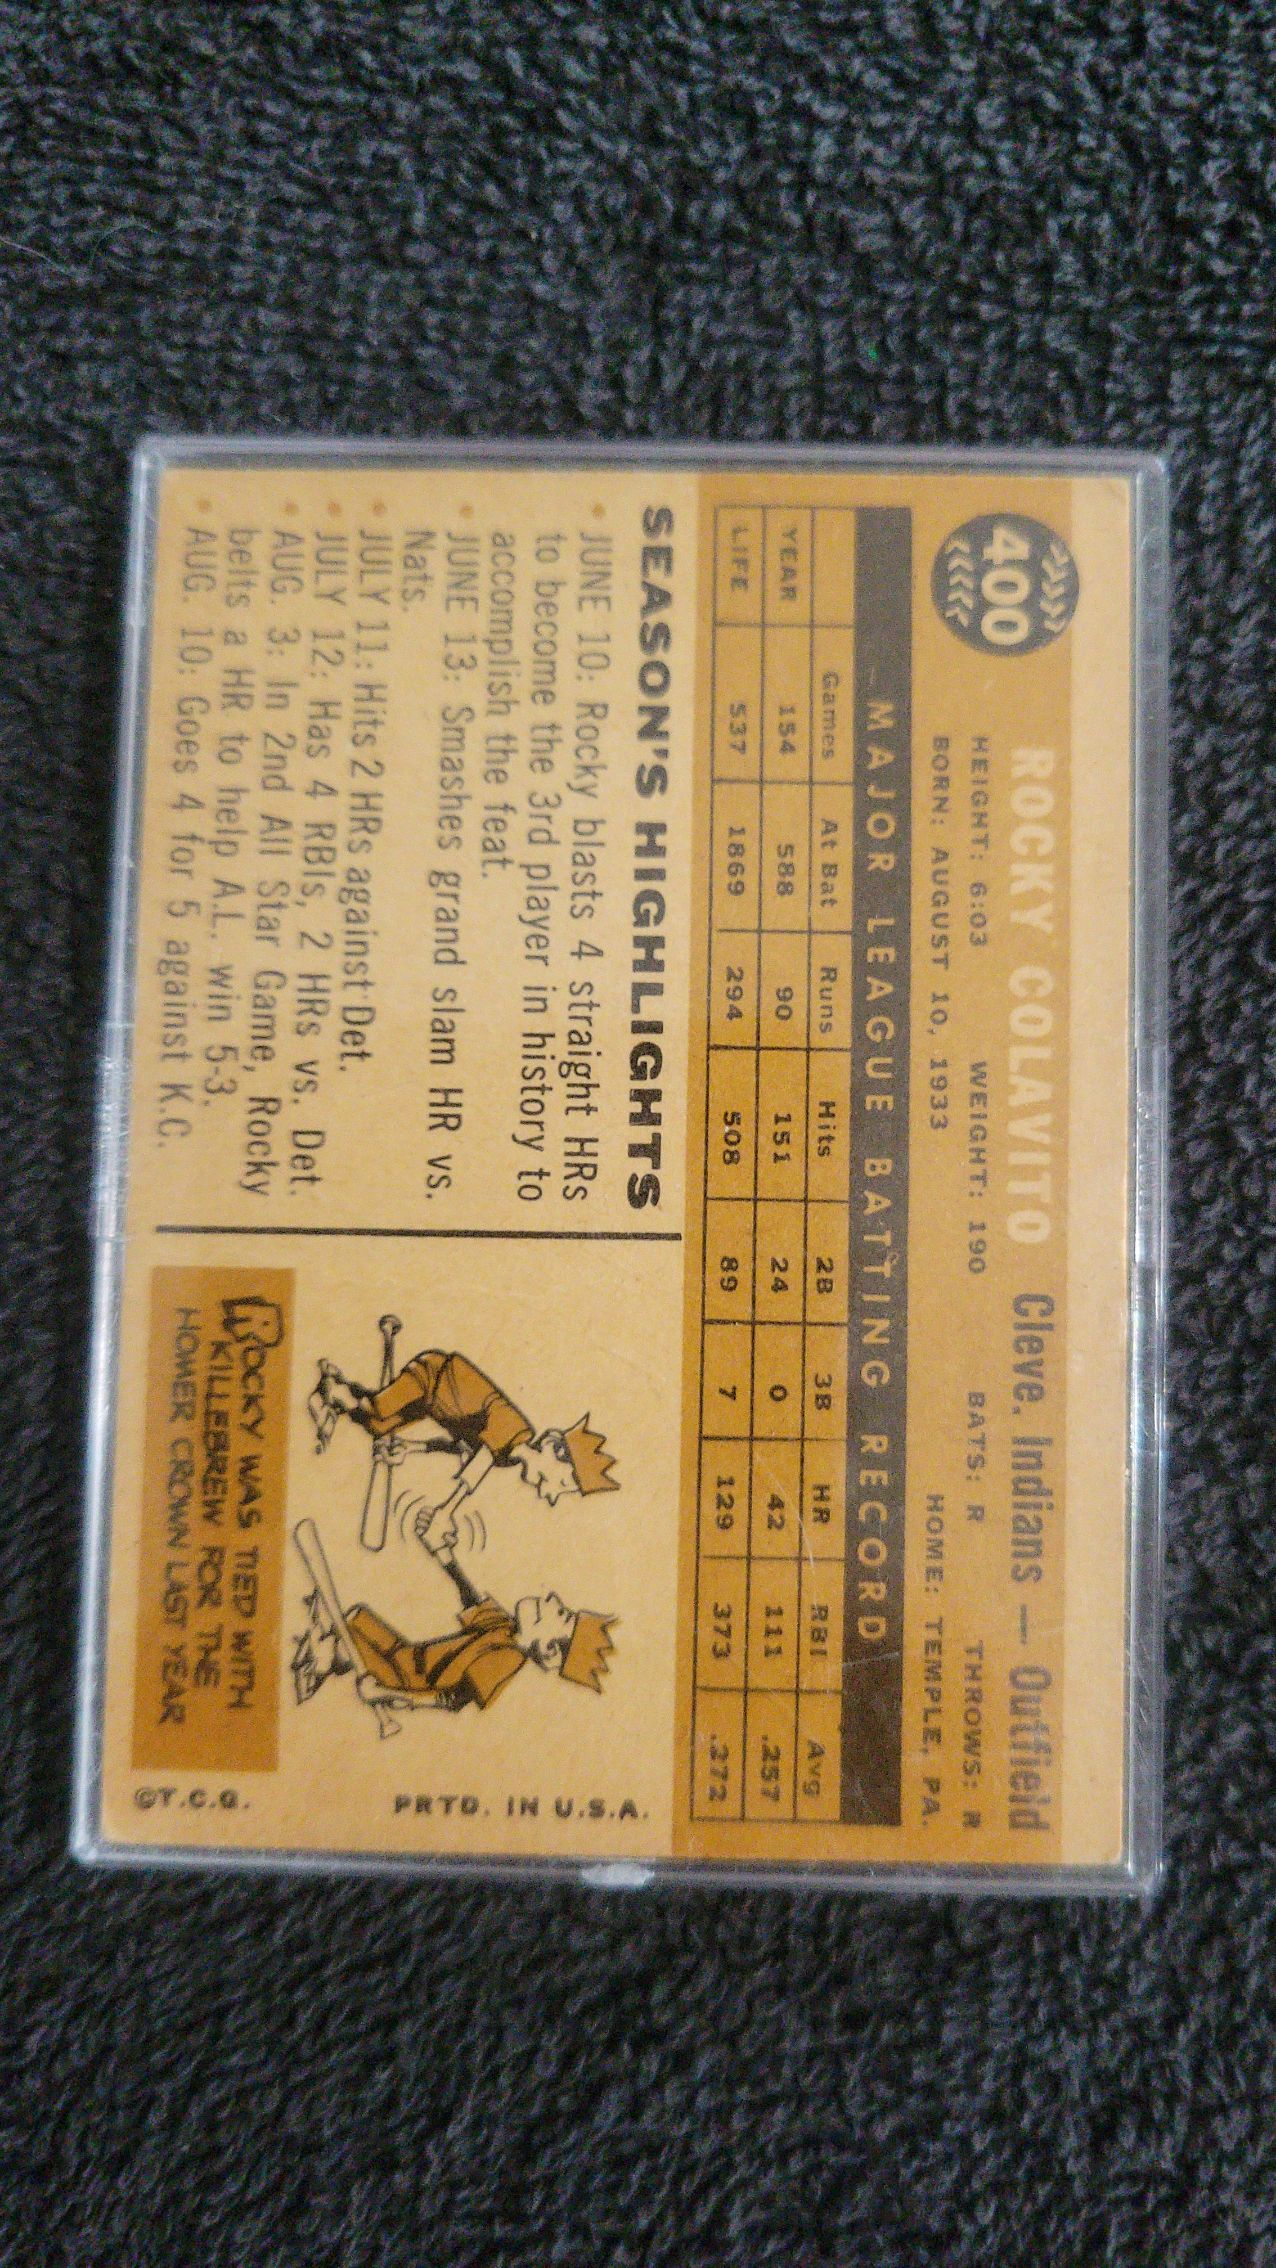 400
ROCKY COLAVITO Cleve. Indians — Outfield
HEIGHT: 6:03 WEIGHT: 190 BATS: R THROWS: R
BORN: AUGUST 10, 1933 HOME: TEMPLE, PA.
MAJOR LEAGUE BATTING RECORD
Games At Bat Runs Hits 2B 3B HR RBI Avg
YEAR 154 588 90 151 24 0 42 111 .257
LIFE 537 1869 294 508 89 7 129 373 .272
SEASON'S HIGHLIGHTS
• JUNE 10: Rocky blasts 4 straight HRs
to become the 3rd player in history to
accomplish the feat.
• JUNE 13: Smashes grand slam HR vs.
Nats.
• JULY 11: Hits 2 HRs against Det.
• JULY 12: Has 4 RBIs, 2 HRs vs. Det.
• AUG. 3: In 2nd All Star Game, Rocky
belts a HR to help A.L. win 5-3.
• AUG. 10: Goes 4 for 5 against K.C.
ROCKY WAS TIED WITH
KILLEBREW FOR THE
HOMER CROWN LAST YEAR
PRTD. IN U.S.A.
©T.C.G.